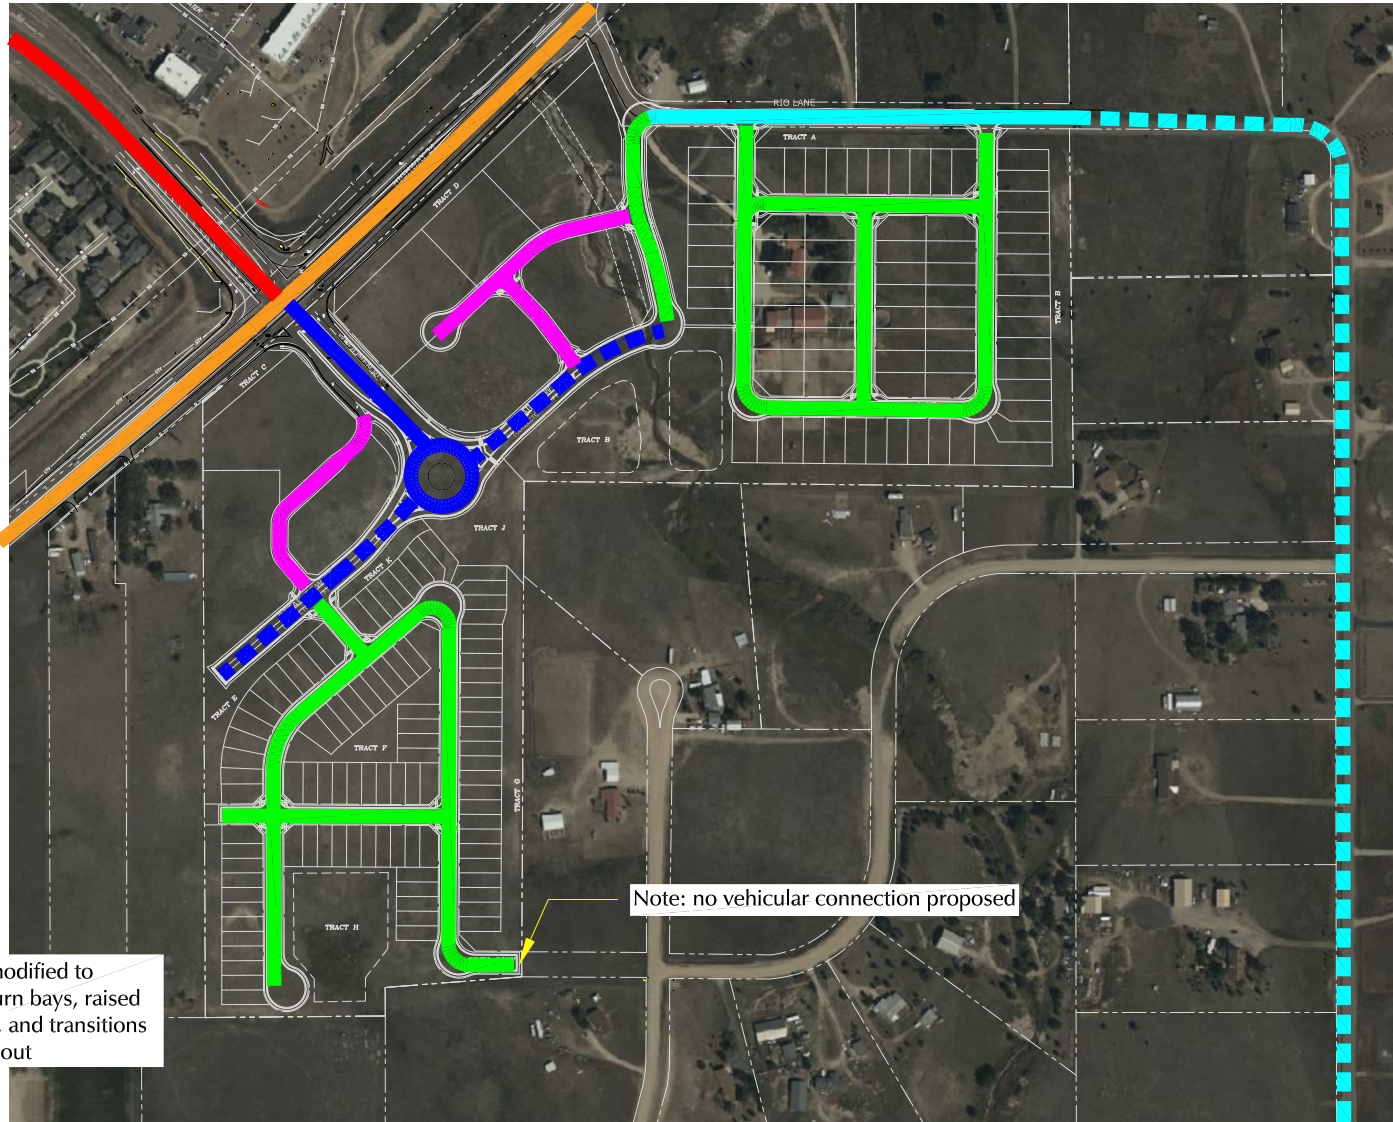 RIO LANE
TRACT A
TRACT D
TRACT B
TRACT C
TRACT B
TRACT J
TRACT K
TRACT E
TRACT F
TRACT G
Note: no vehicular connection proposed
TRACT H
modified to
urn bays, raised
, and transitions
out